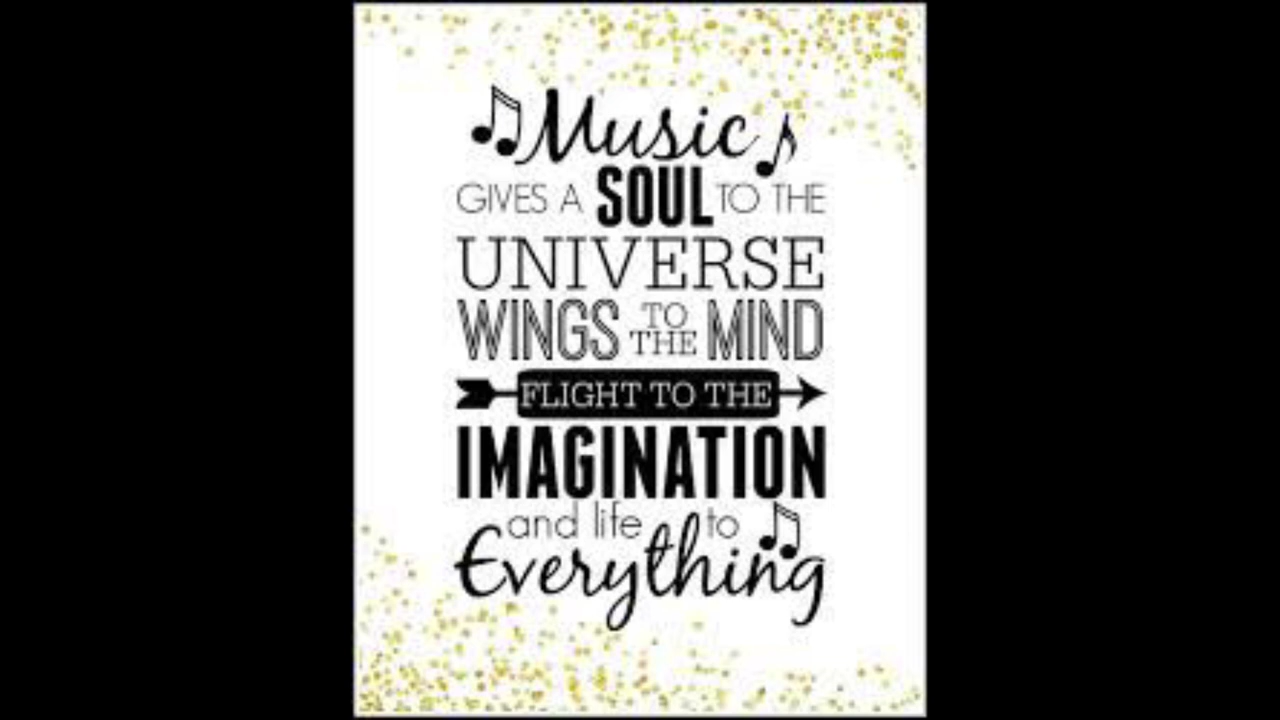 Music
GIVES A SOUL TO THE
UNIVERSE
WINGS TO THE MIND
FLIGHT TO THE
IMAGINATION
and life to
Everything